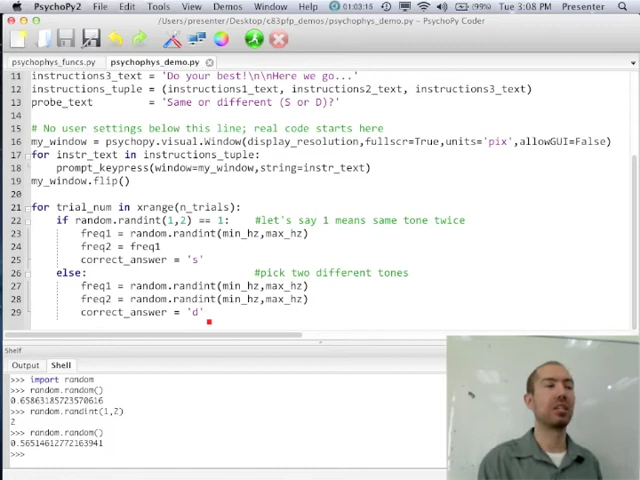 PsychoPy2 File Edit Tools View Demos Window Help 01:03:15 (99%) Tue 3:08 PM Presenter
/Users/presenter/Desktop/c83pfp_demos/psychophys_demo.py - PsychoPy Coder
psychophys_funcs.py psychophys_demo.py
11 instructions3_text = 'Do your best!\n\nHere we go...'
12 instructions_tuple = (instructions1_text, instructions2_text, instructions3_text)
13 probe_text = 'Same or different (S or D)?'
14
15 # No user settings below this line; real code starts here
16 my_window = psychopy.visual.Window(display_resolution,fullscr=True,units='pix',allowGUI=False)
17 for instr_text in instructions_tuple:
18 prompt_keypress(window=my_window,string=instr_text)
19 my_window.flip()
20
21 for trial_num in xrange(n_trials):
22 if random.randint(1,2) == 1: #let's say 1 means same tone twice
23 freq1 = random.randint(min_hz,max_hz)
24 freq2 = freq1
25 correct_answer = 's'
26 else: #pick two different tones
27 freq1 = random.randint(min_hz,max_hz)
28 freq2 = random.randint(min_hz,max_hz)
29 correct_answer = 'd'
Shelf
Output Shell
>>> import random
>>> random.random()
0.65863185723570616
>>> random.randint(1,2)
2
>>> random.random()
0.56514612772163941
>>>